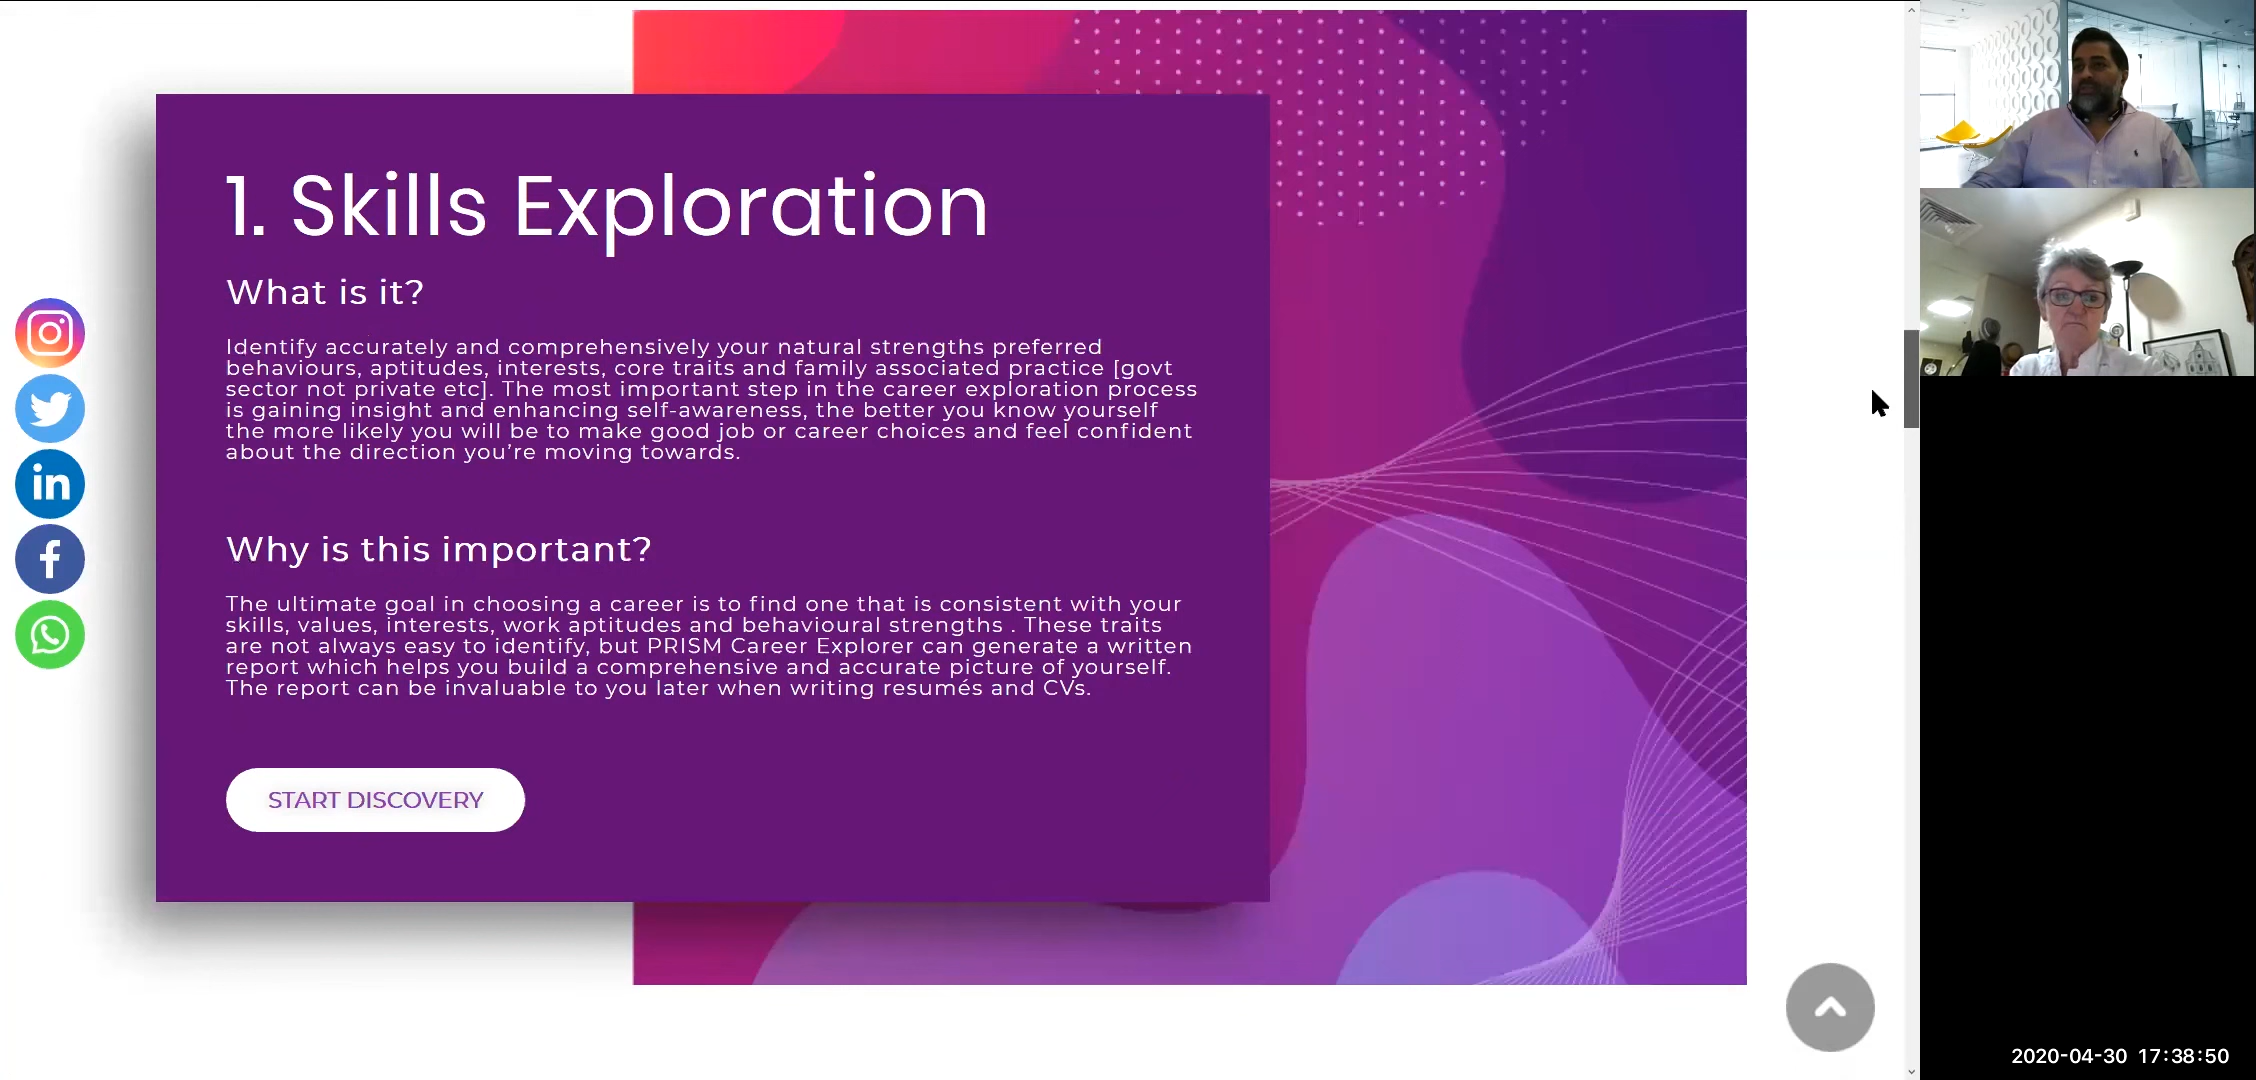 1. Skills Exploration
What is it?
Identify accurately and comprehensively your natural strengths preferred
behaviours, aptitudes, interests, core traits and family associated practice [govt
sector not private etc]. The most important step in the career exploration process
is gaining insight and enhancing self-awareness, the better you know yourself
the more likely you will be to make good job or career choices and feel confident
about the direction you’re moving towards.
Why is this important?
The ultimate goal in choosing a career is to find one that is consistent with your
skills, values, interests, work aptitudes and behavioural strengths . These traits
are not always easy to identify, but PRISM Career Explorer can generate a written
report which helps you build a comprehensive and accurate picture of yourself.
The report can be invaluable to you later when writing resumés and CVs.
START DISCOVERY
in
f
2020-04-30 17:38:50